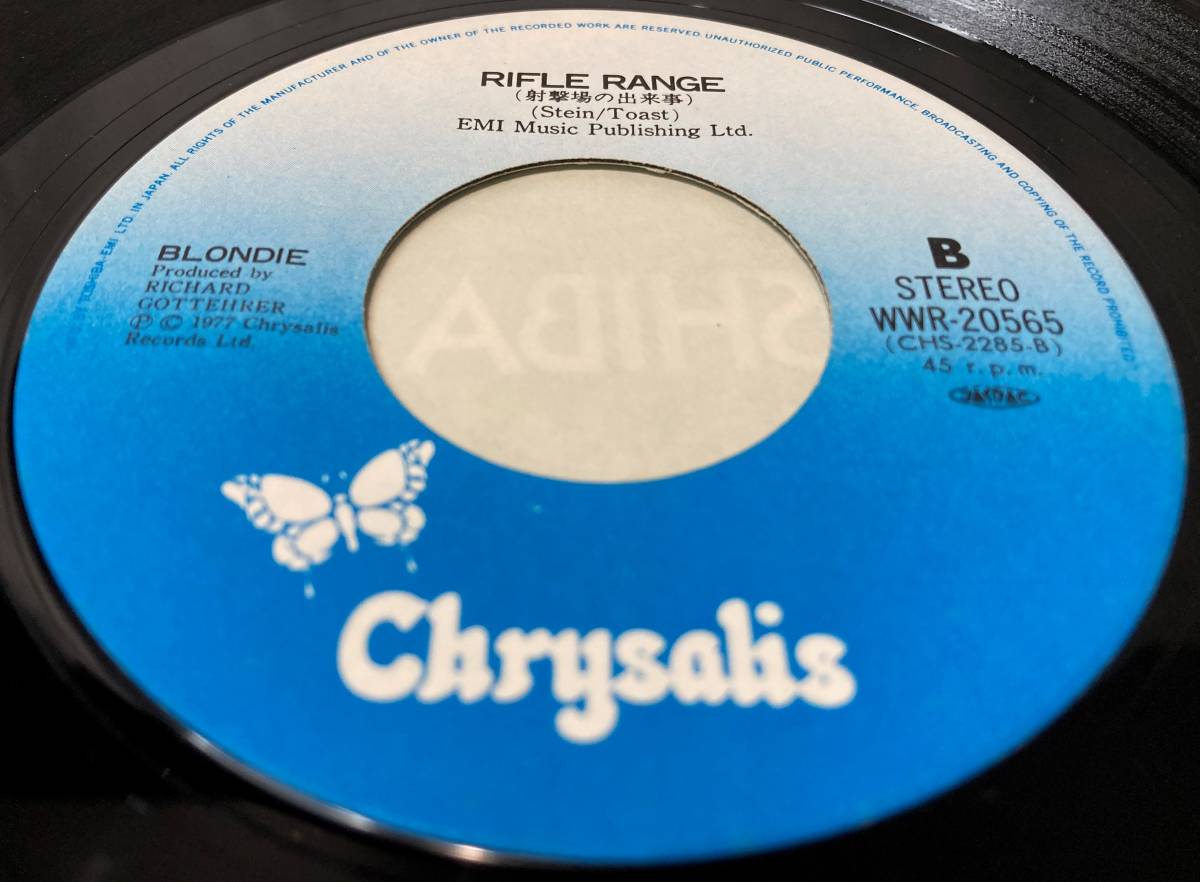 ALL RIGHTS OF THE MANUFACTURER AND OF THE OWNER OF THE RECORDED WORK ARE RESERVED. UNAUTHORIZED PUBLIC PERFORMANCE, BROADCASTING AND COPYING OF THE RECORD PROHIBITED
TOSHIBA-EMI LTD. IN JAPAN.
RIFLE RANGE
(射撃場の出来事)
(Stein/Toast)
EMI Music Publishing Ltd.
BLONDIE
Produced by
RICHARD
GOTTEHRER
Ⓟ © 1977 Chrysalis
Records Ltd.
B
STEREO
WWR-20565
(CHS-2285-B)
45 r.p.m.
JASRAC
SHIBA
Chrysalis